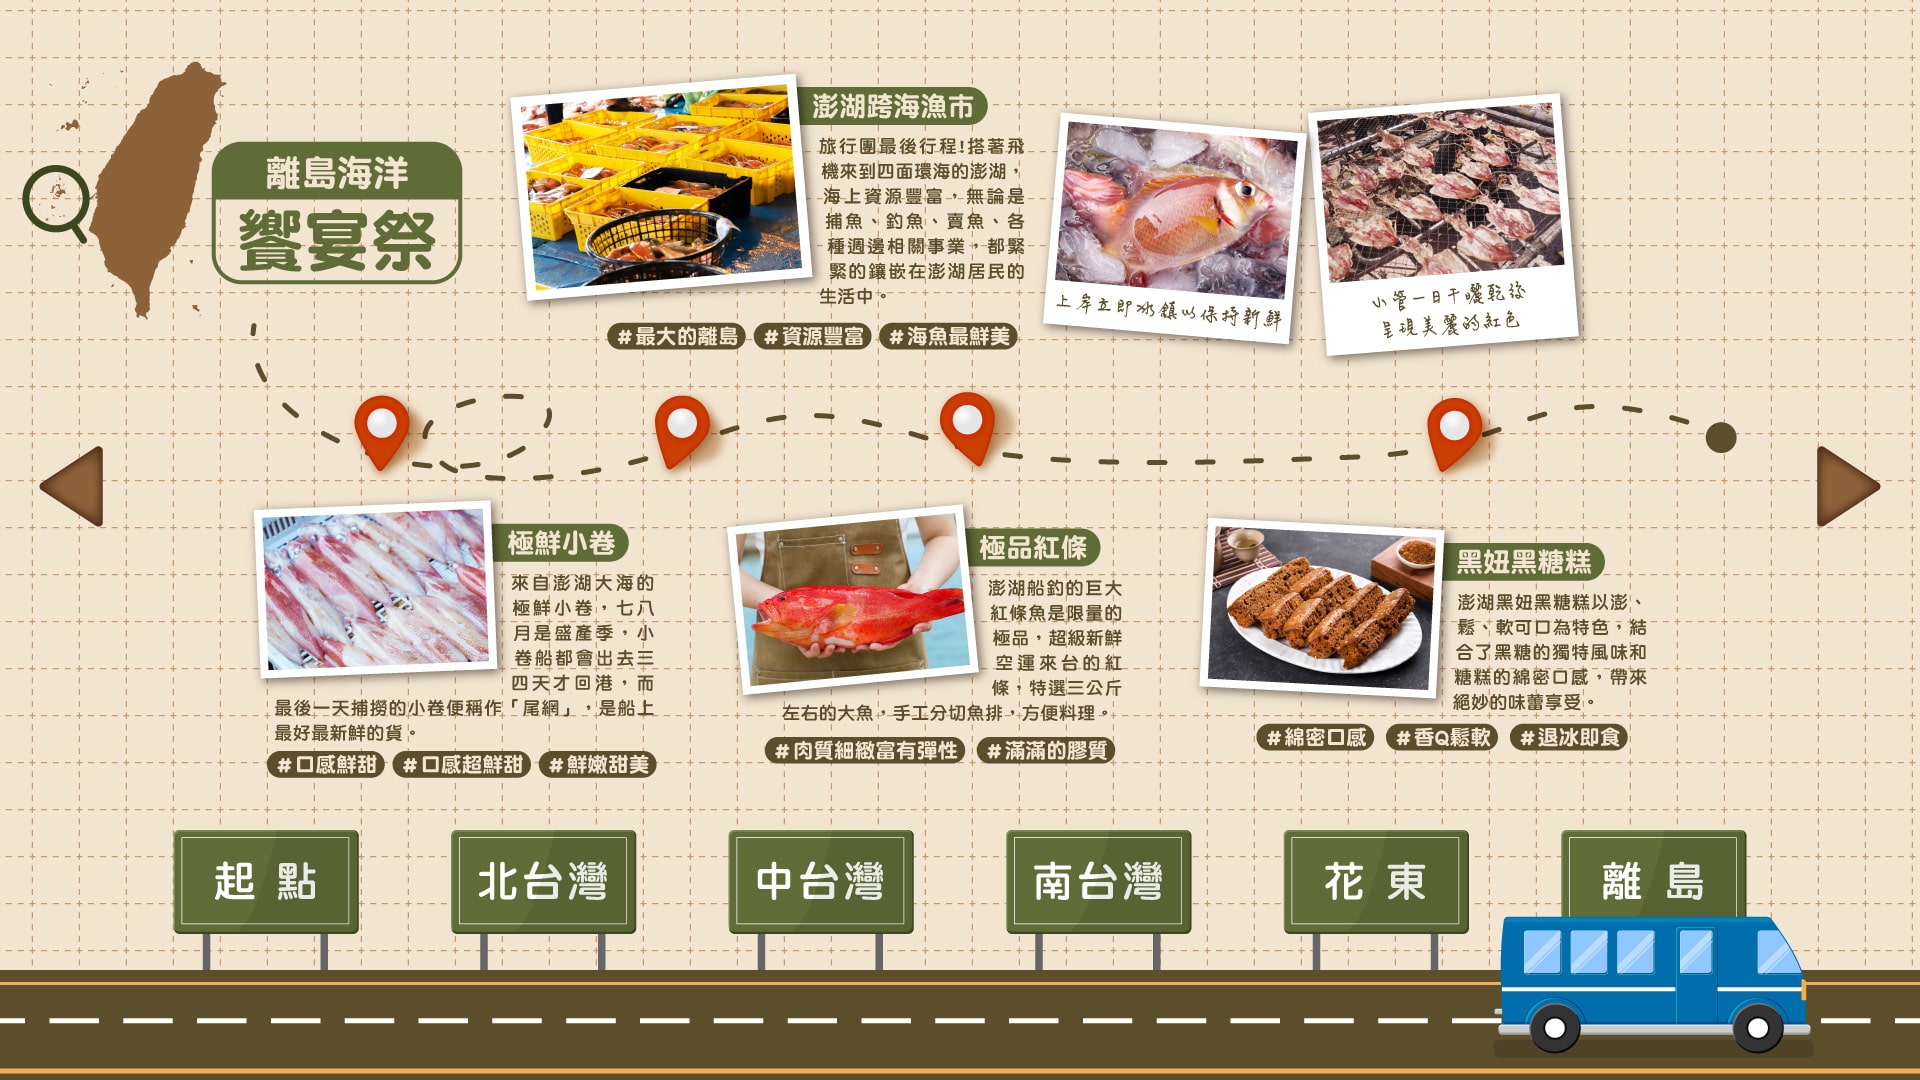 離島海洋
饗宴祭
澎湖跨海漁市
旅行團最後行程!搭著飛
機來到四面環海的澎湖，
海上資源豐富，無論是
捕魚、釣魚、賣魚、各
種週邊相關事業，都緊
緊的鑲嵌在澎湖居民的
生活中。
#最大的離島 #資源豐富 #海魚最鮮美
上岸立即冰鎮以保持新鮮
小管一日干曬乾後
呈現美麗的紅色
極鮮小卷
來自澎湖大海的
極鮮小卷，七八
月是盛產季，小
卷船都會出去三
四天才回港，而
最後一天捕撈的小卷便稱作「尾網」，是船上
最好最新鮮的貨。
#口感鮮甜 #口感超鮮甜 #鮮嫩甜美
極品紅條
澎湖船釣的巨大
紅條魚是限量的
極品，超級新鮮
空運來台的紅
條，特選三公斤
左右的大魚，手工分切魚排，方便料理。
#肉質細緻富有彈性 #滿滿的膠質
黑妞黑糖糕
澎湖黑妞黑糖糕以澎、
鬆、軟可口為特色，結
合了黑糖的獨特風味和
糖糕的綿密口感，帶來
絕妙的味蕾享受。
#綿密口感 #香Q鬆軟 #退冰即食
起點
北台灣
中台灣
南台灣
花東
離島